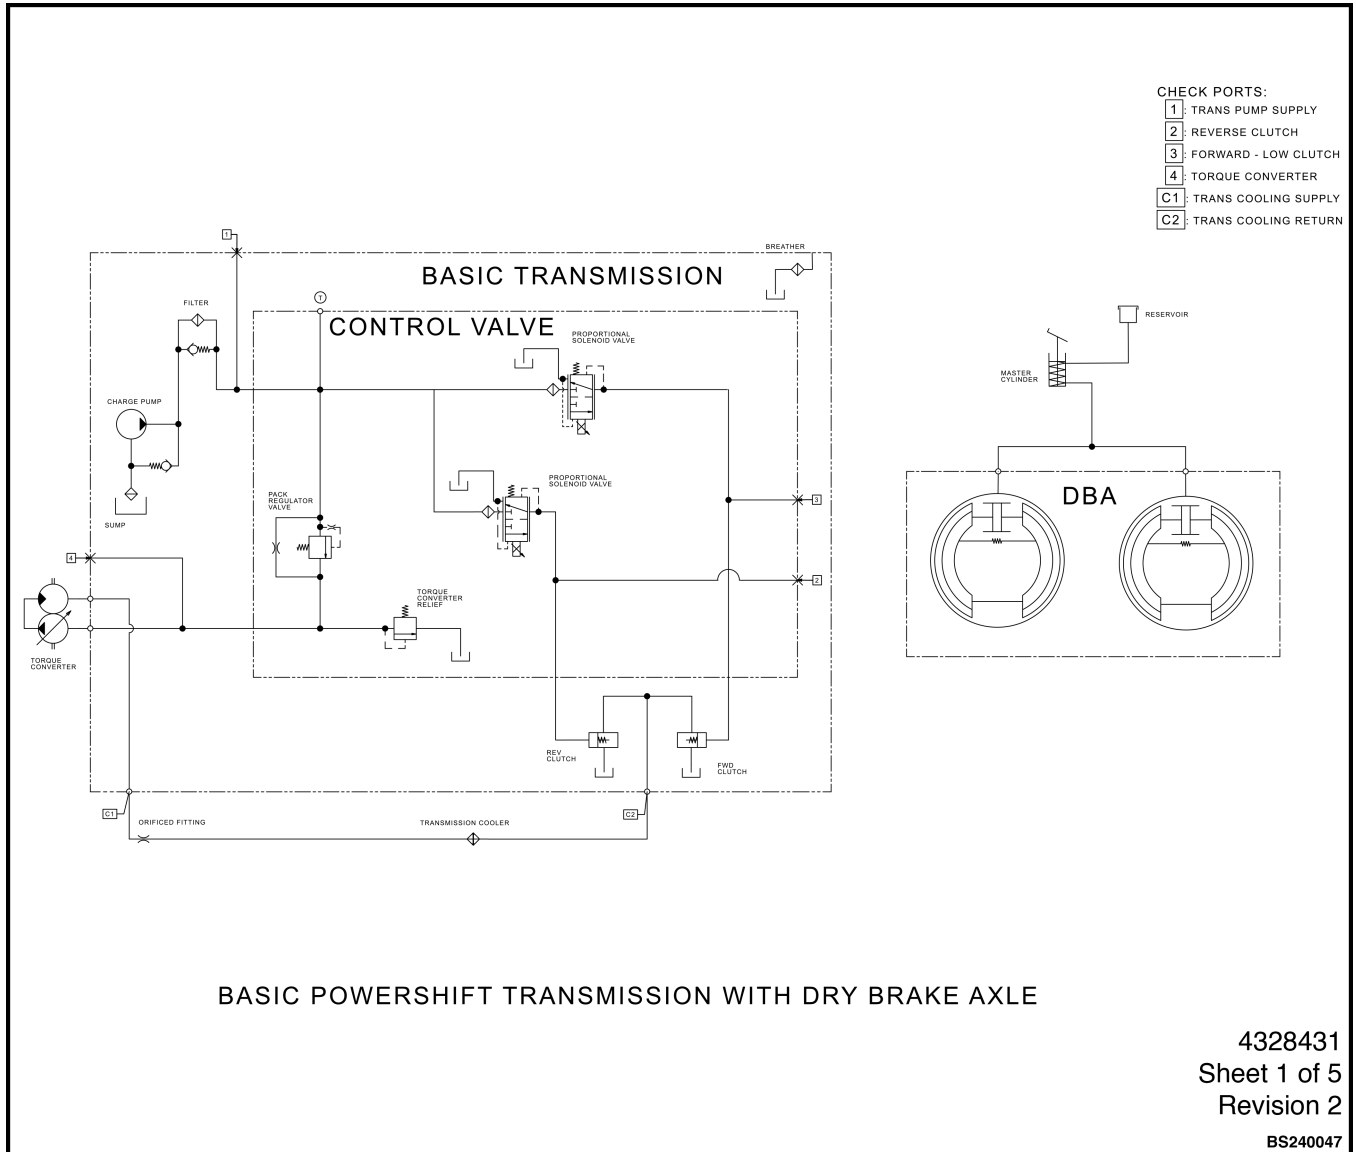 CHECK PORTS:
1 : TRANS PUMP SUPPLY
2 : REVERSE CLUTCH
3 : FORWARD - LOW CLUTCH
4 : TORQUE CONVERTER
C1 : TRANS COOLING SUPPLY
C2 : TRANS COOLING RETURN
1
BREATHER
BASIC TRANSMISSION
T
FILTER
CONTROL VALVE
PROPORTIONAL
SOLENOID VALVE
RESERVOIR
MASTER
CYLINDER
CHARGE PUMP
PROPORTIONAL
SOLENOID VALVE
PACK
REGULATOR
VALVE
3
DBA
SUMP
4
2
TORQUE
CONVERTER
RELIEF
TORQUE
CONVERTER
REV
CLUTCH
FWD
CLUTCH
C1
C2
ORIFICED FITTING
TRANSMISSION COOLER
BASIC POWERSHIFT TRANSMISSION WITH DRY BRAKE AXLE
4328431
Sheet 1 of 5
Revision 2
BS240047